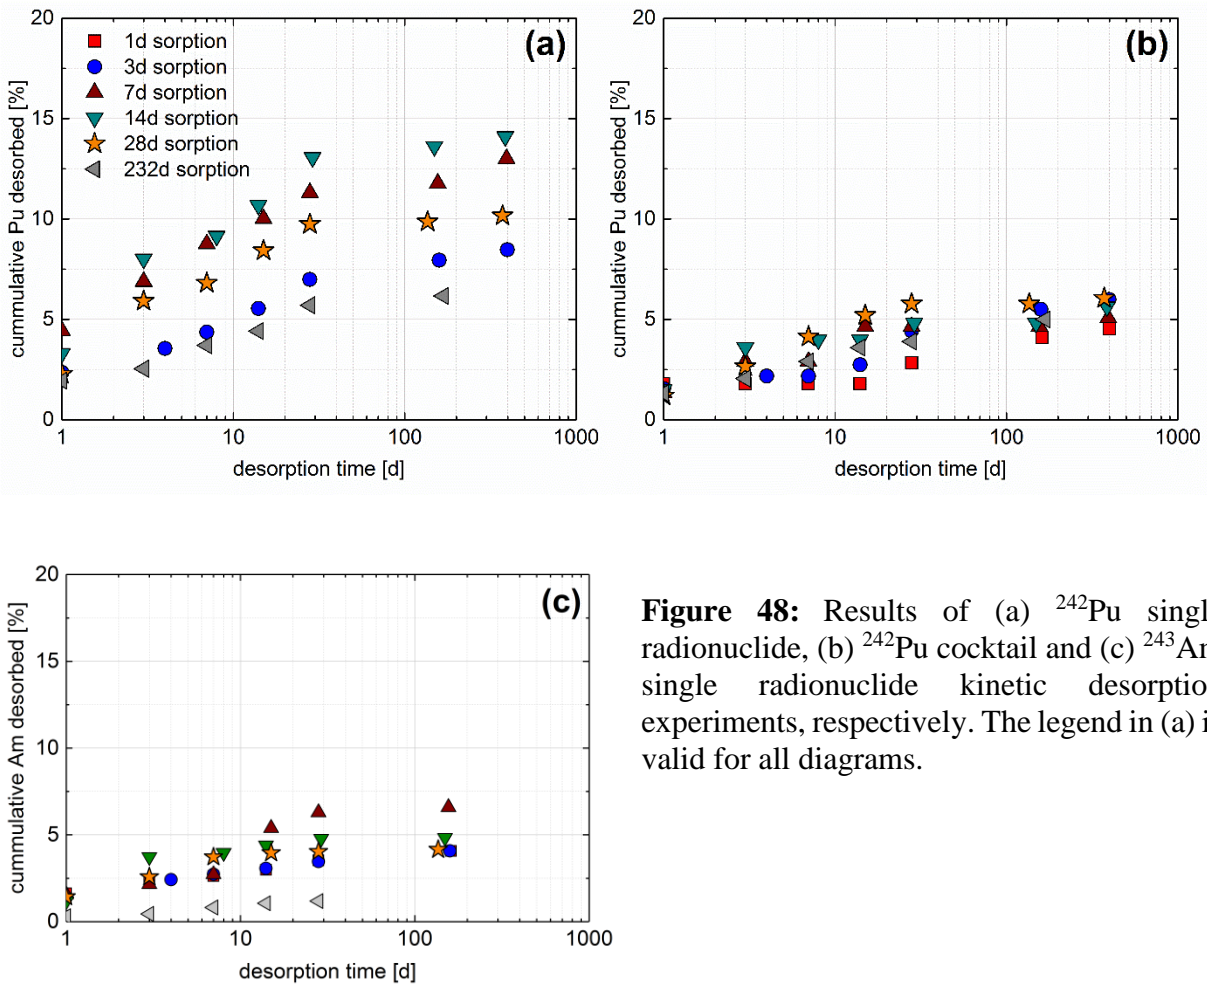 20
15
10
5
0
cummulative Pu desorbed [%]
1d sorption
3d sorption
7d sorption
14d sorption
28d sorption
232d sorption
(a)
1
10
100
1000
desorption time [d]
20
15
10
5
0
cummulative Pu desorbed [%]
(b)
1
10
100
1000
desorption time [d]
20
15
10
5
0
cummulative Am desorbed [%]
(c)
1
10
100
1000
desorption time [d]
Figure 48: Results of (a) ²⁴²Pu singl
radionuclide, (b) ²⁴²Pu cocktail and (c) ²⁴³An
single radionuclide kinetic desorptio
experiments, respectively. The legend in (a) i
valid for all diagrams.